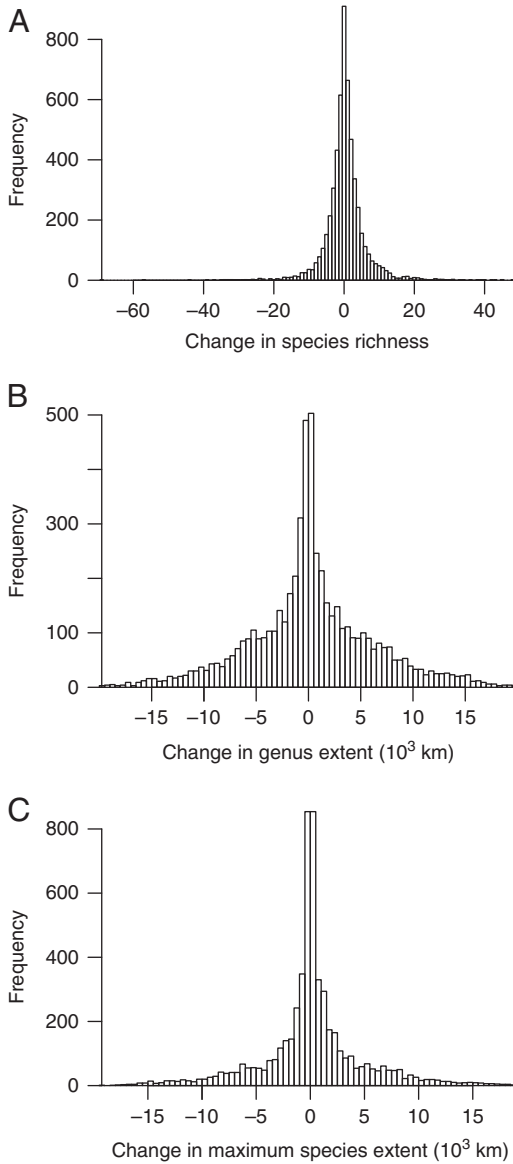 A
Frequency
800
600
400
200
0
−60 −40 −20 0 20 40
Change in species richness
B
Frequency
500
300
100
0
−15 −10 −5 0 5 10 15
Change in genus extent (10³ km)
C
Frequency
800
600
400
200
0
−15 −10 −5 0 5 10 15
Change in maximum species extent (10³ km)